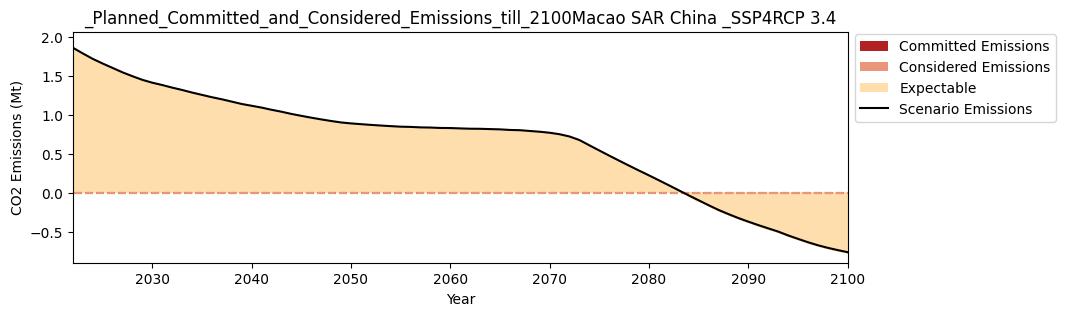 _Planned_Committed_and_Considered_Emissions_till_2100Macao SAR China _SSP4RCP 3.4
CO2 Emissions (Mt)
2.0
1.5
1.0
0.5
0.0
−0.5
2030 2040 2050 2060 2070 2080 2090 2100
Year
Committed Emissions
Considered Emissions
Expectable
Scenario Emissions